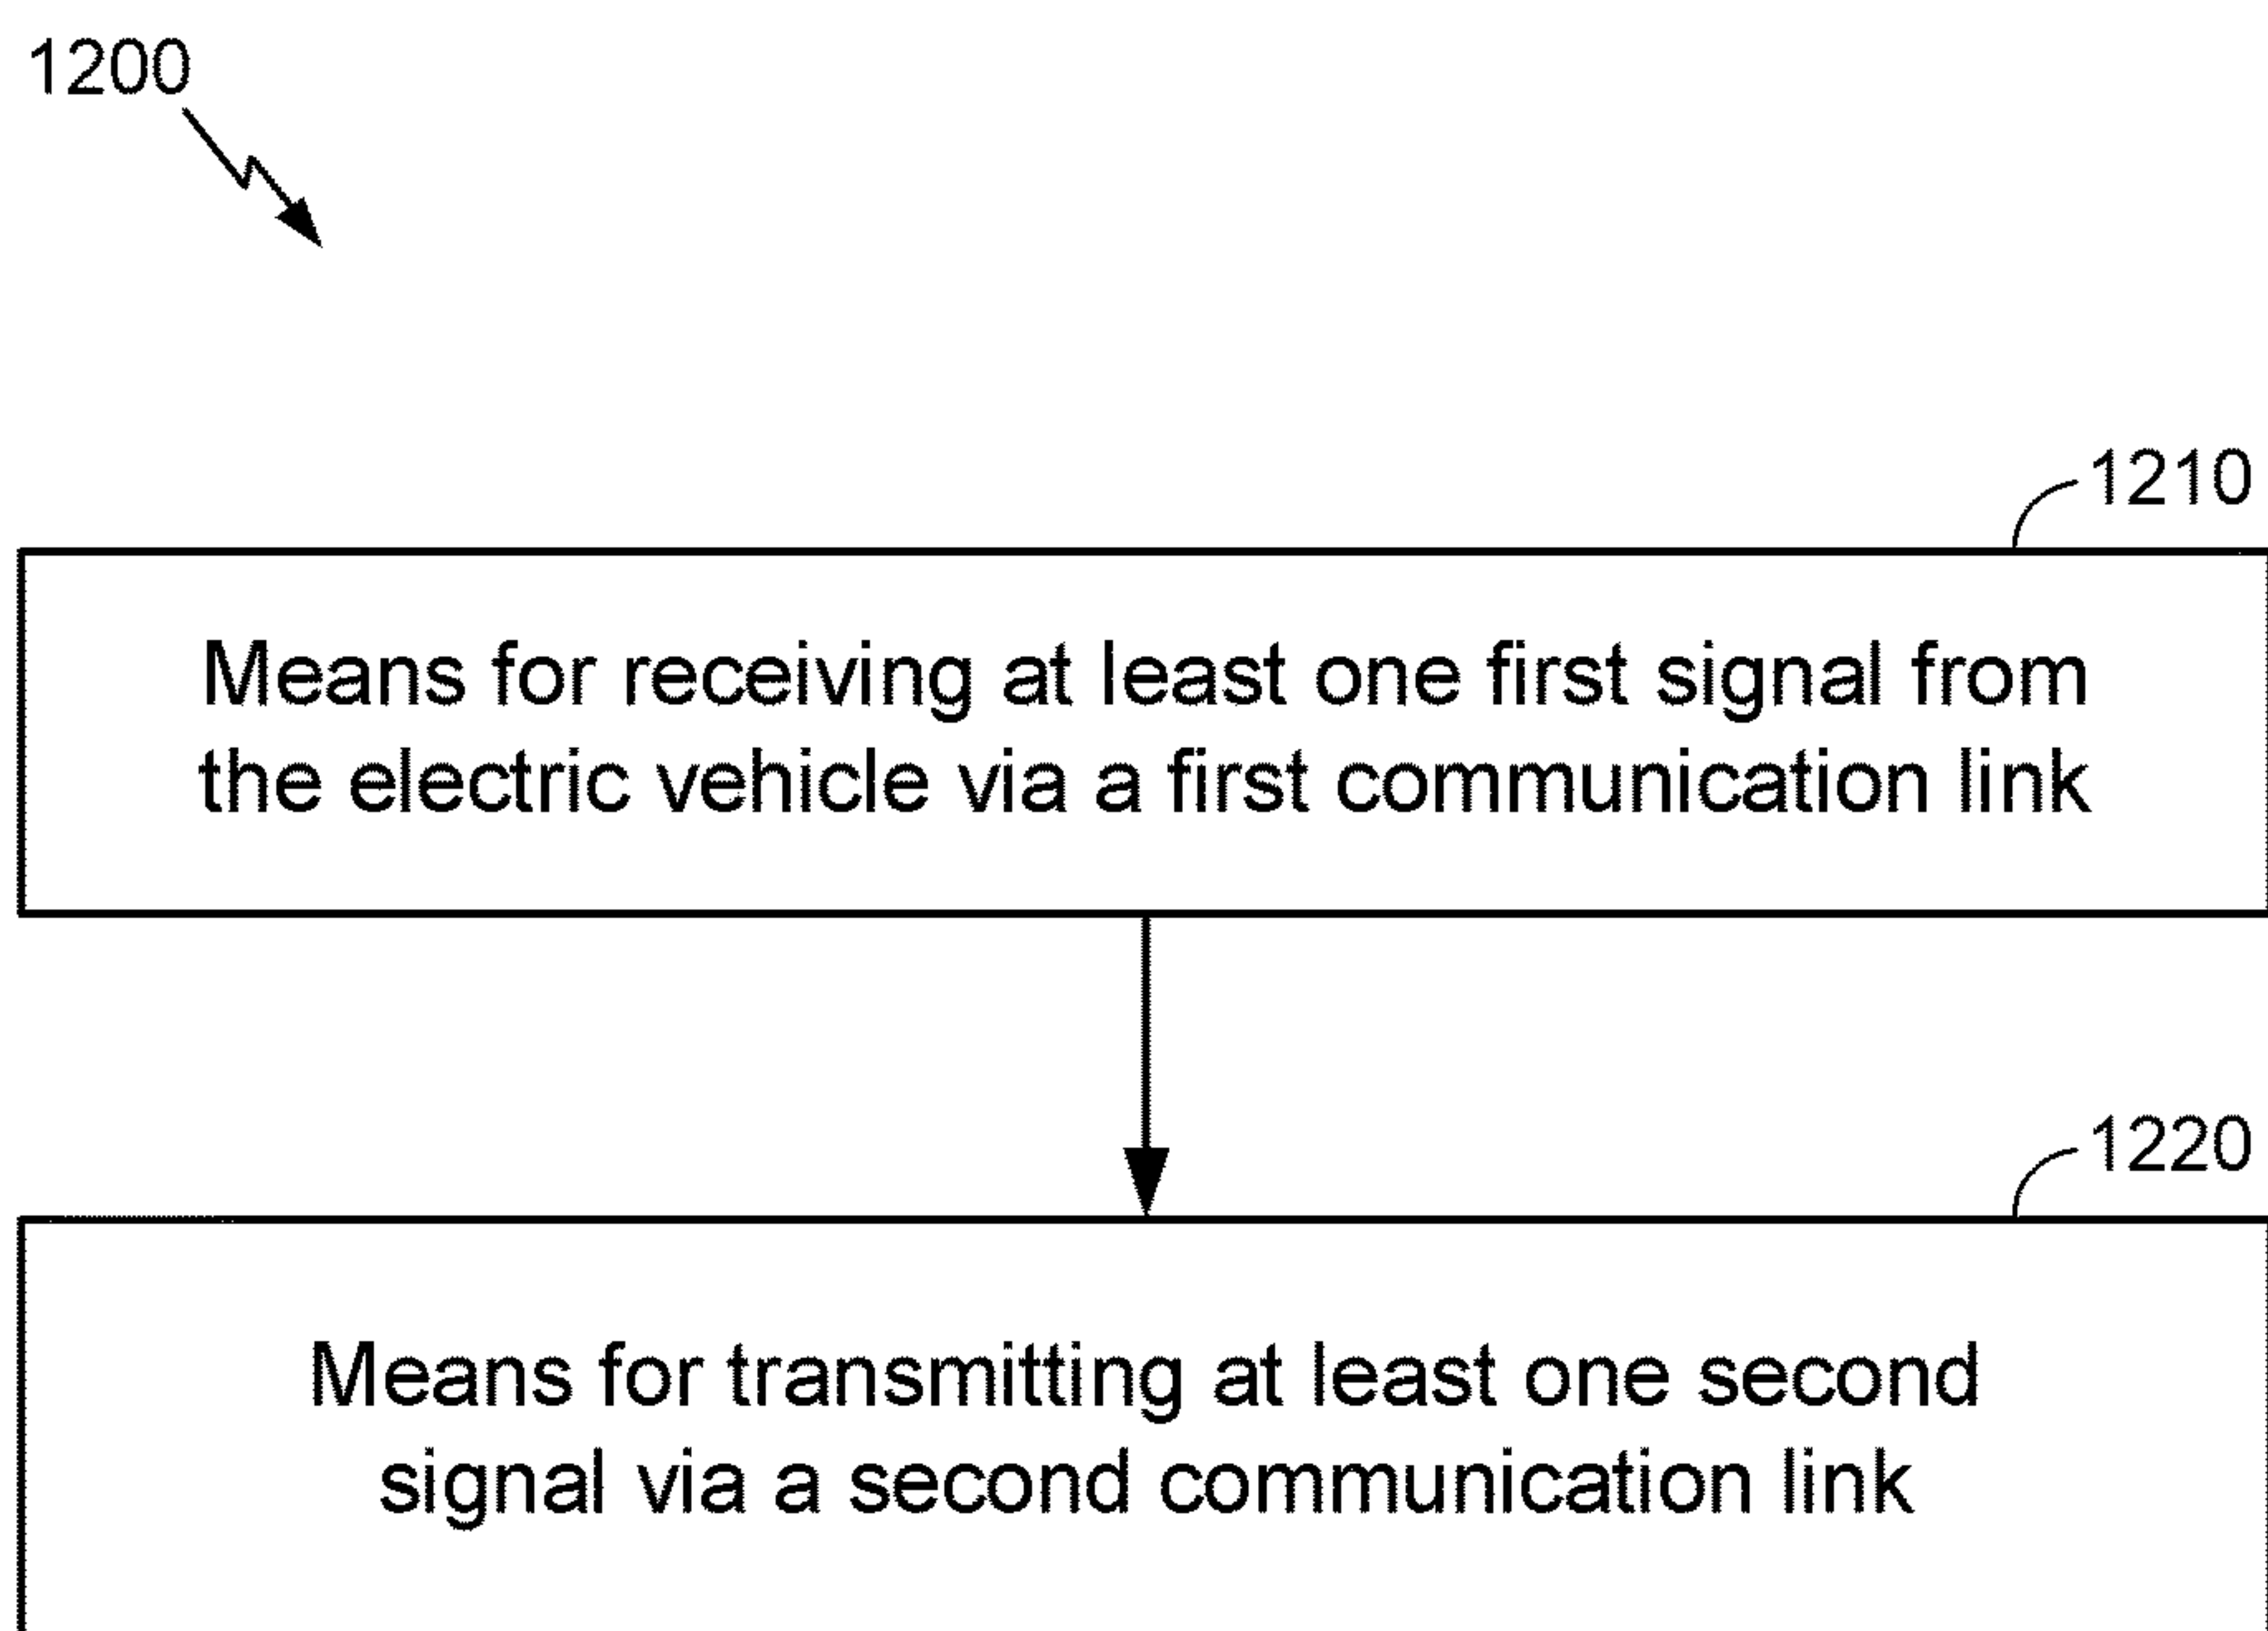 1200
1210
Means for receiving at least one first signal from
the electric vehicle via a first communication link
1220
Means for transmitting at least one second
signal via a second communication link